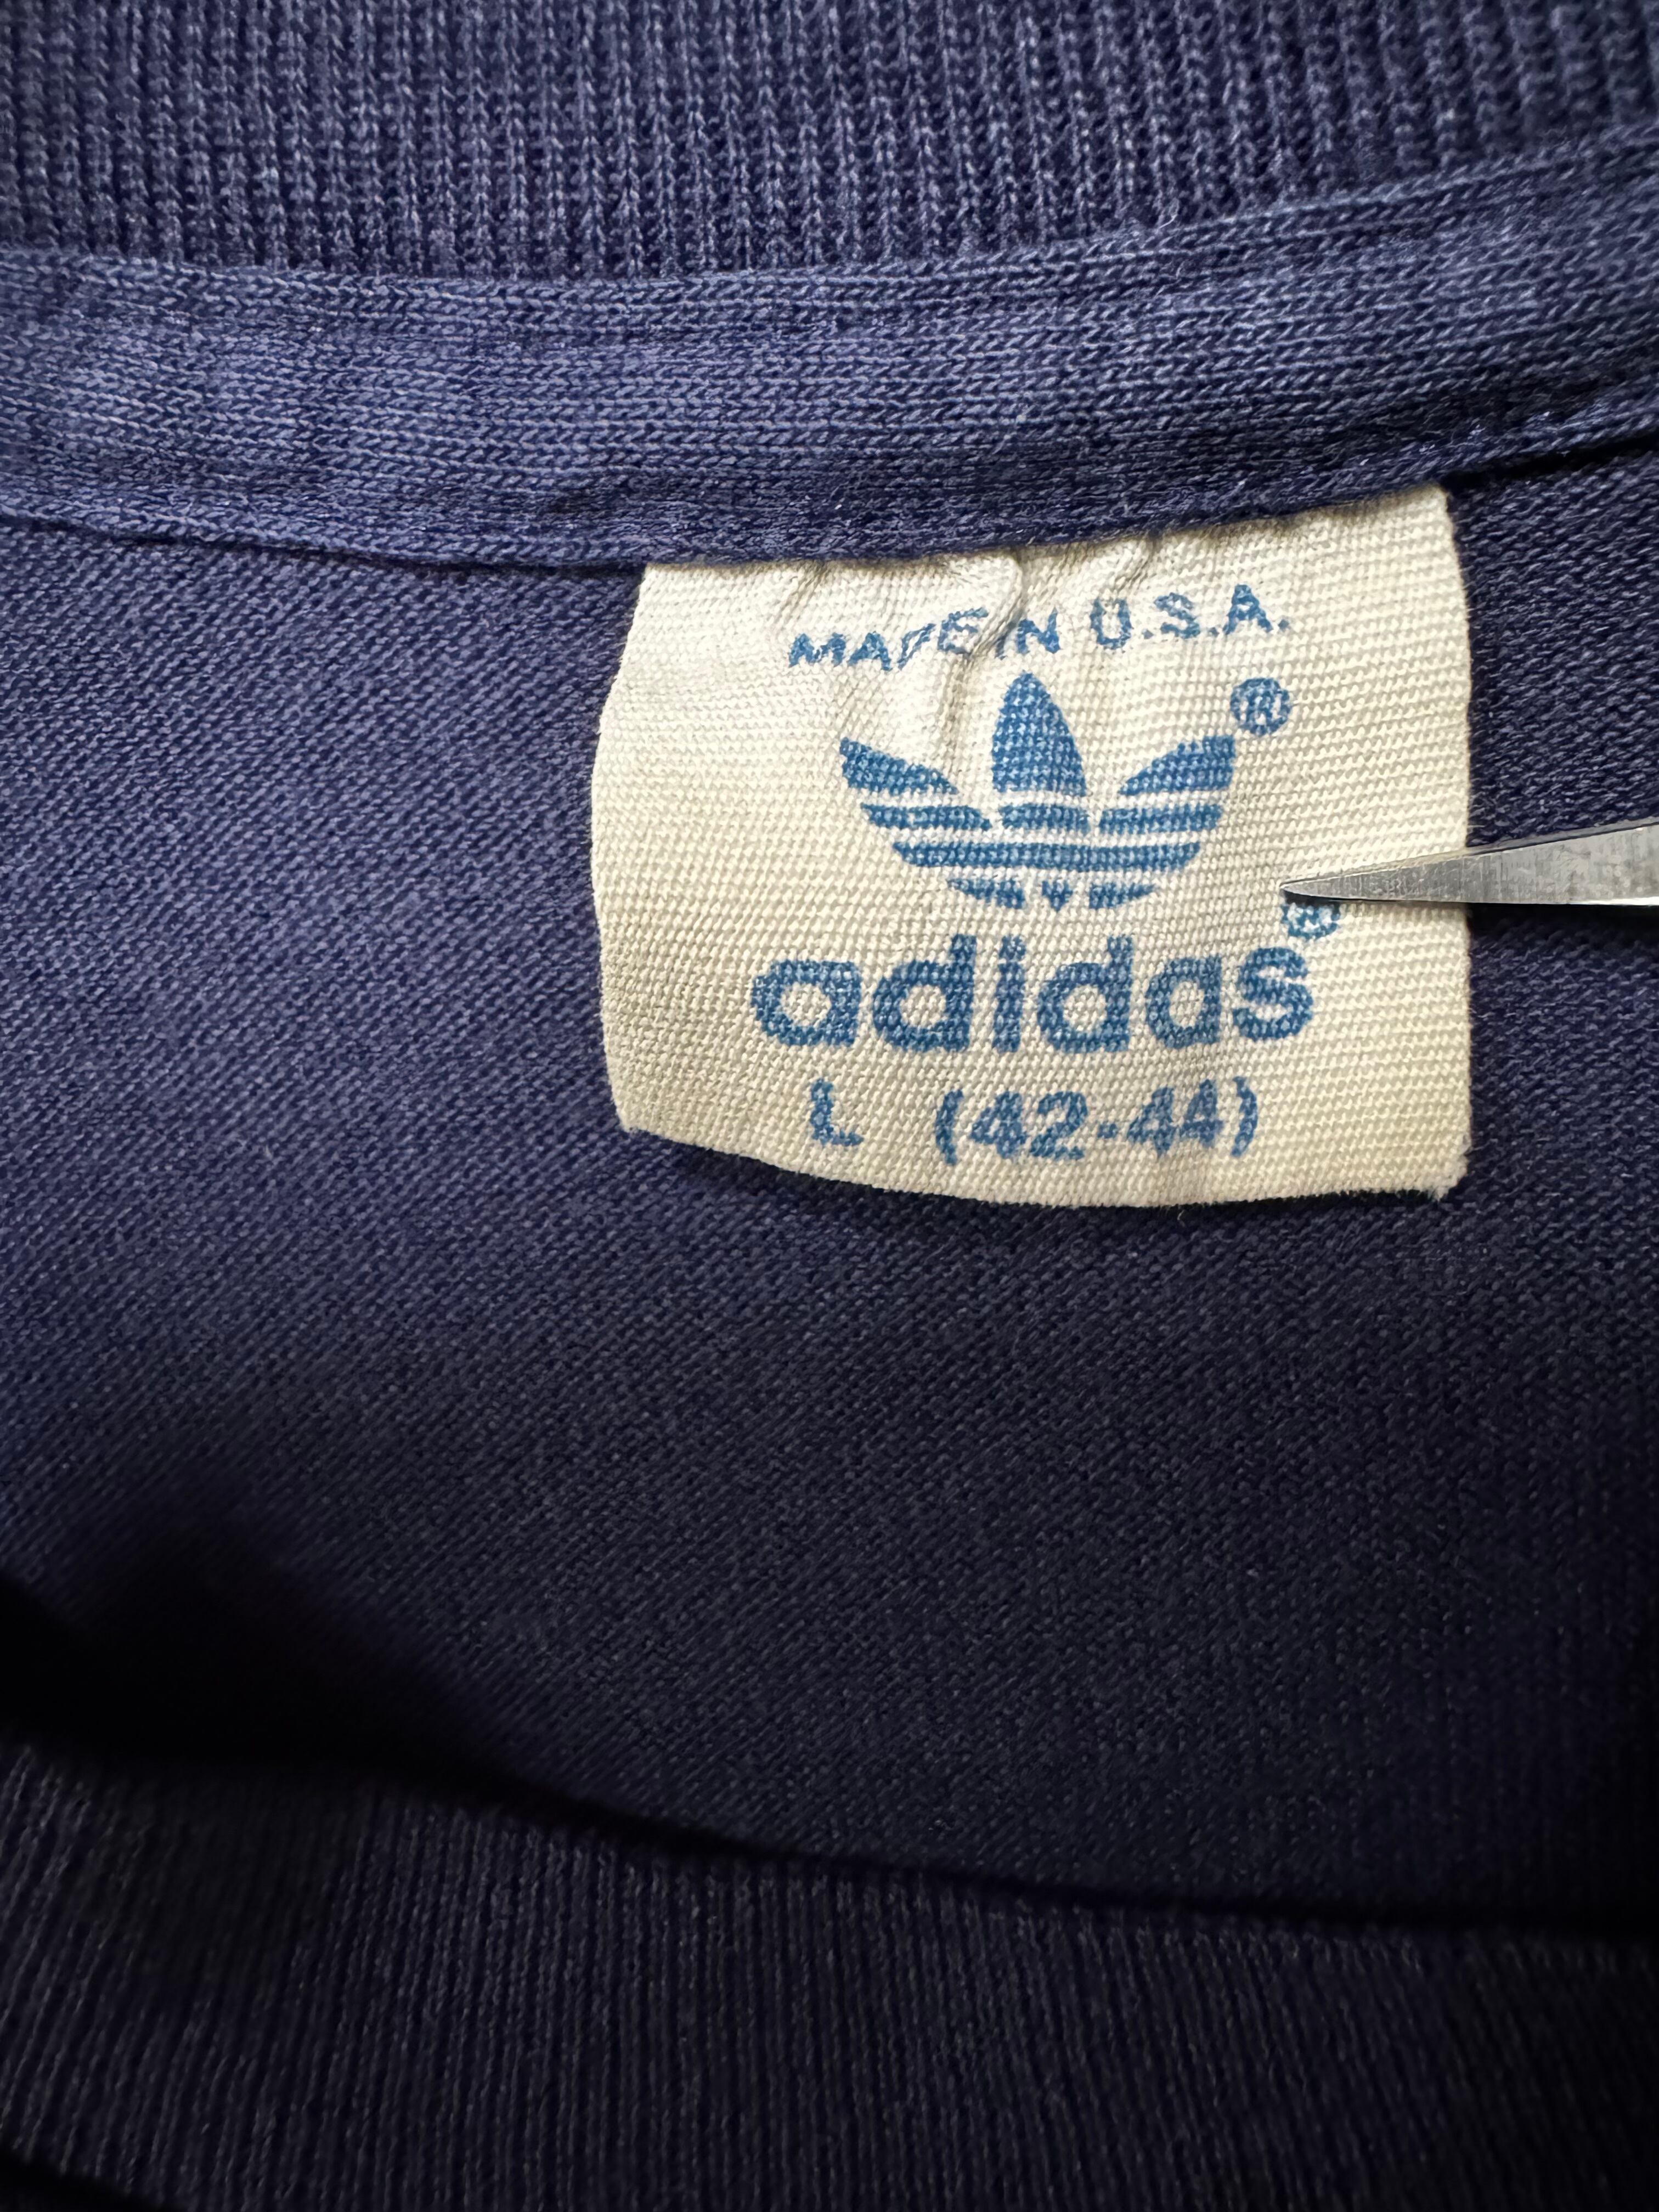 MADE IN U.S.A.
®
®
adidas
L (42-44)